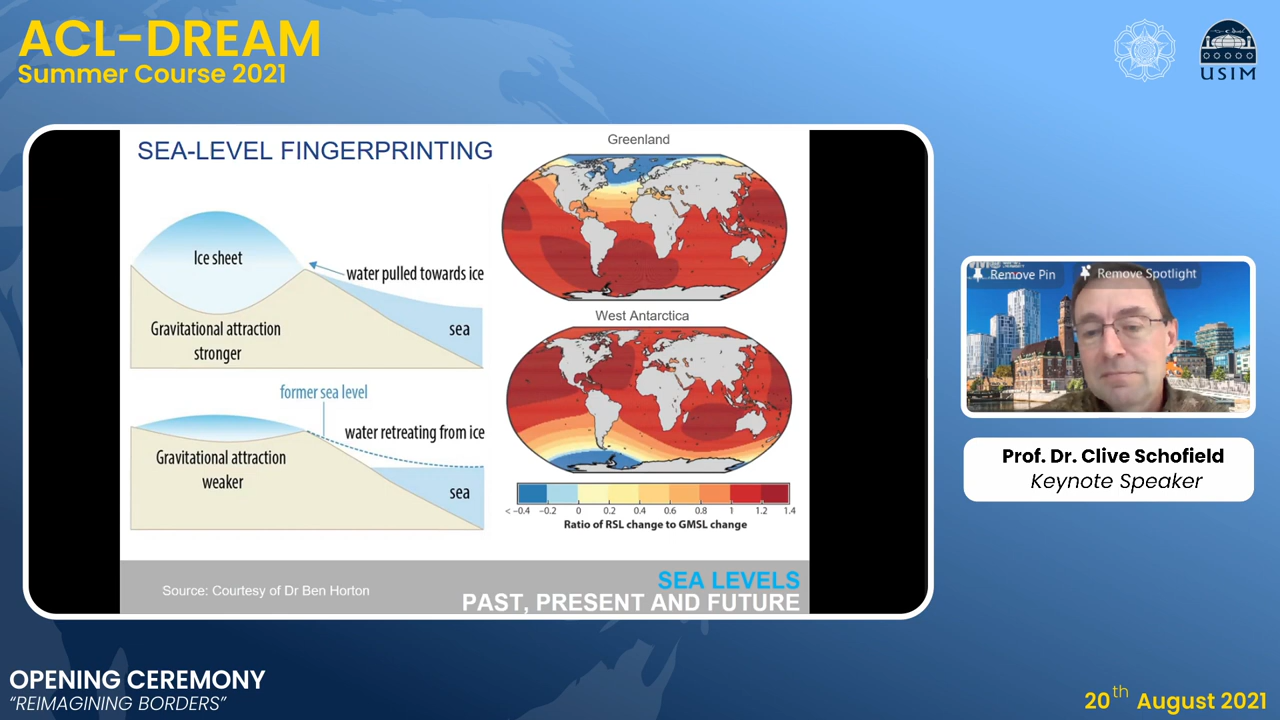 ACL-DREAM
Summer Course 2021
USIM
SEA-LEVEL FINGERPRINTING
Greenland
Ice sheet
water pulled towards ice
Gravitational attraction
stronger
sea
West Antarctica
former sea level
water retreating from ice
Gravitational attraction
weaker
sea
< -0.4 -0.2 0 0.2 0.4 0.6 0.8 1 1.2 1.4
Ratio of RSL change to GMSL change
Source: Courtesy of Dr Ben Horton
SEA LEVELS
PAST, PRESENT AND FUTURE
Remove Pin
Remove Spotlight
Prof. Dr. Clive Schofield
Keynote Speaker
OPENING CEREMONY
“REIMAGINING BORDERS”
20th August 2021